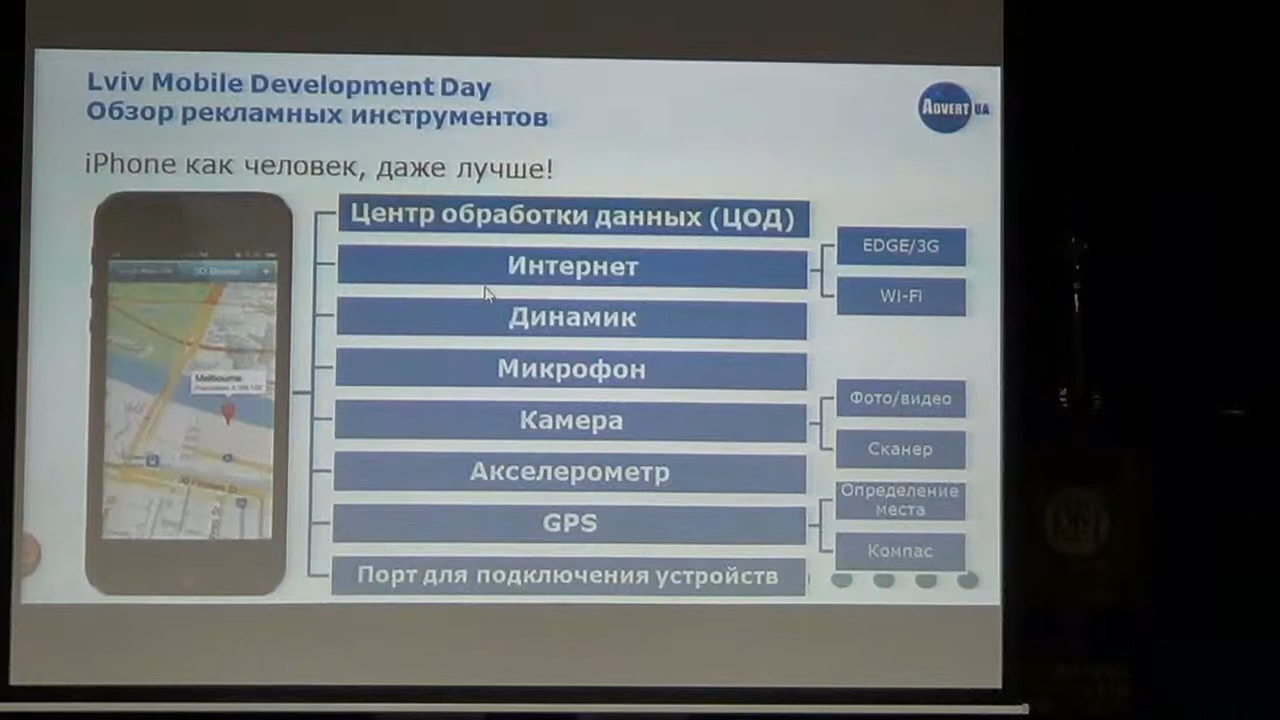 Lviv Mobile Development Day
Обзор рекламных инструментов
ADVERT UA
iPhone как человек, даже лучше!
Центр обработки данных (ЦОД)
Интернет
EDGE/3G
WI-Fi
Динамик
Микрофон
Камера
Фото/видео
Сканер
Акселерометр
GPS
Определение
места
Компас
Порт для подключения устройств
Melbourne